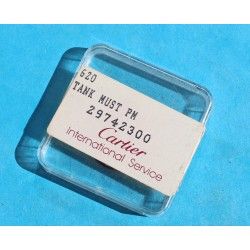 620
TANK MUST PM
29742300
Cartier
International Service